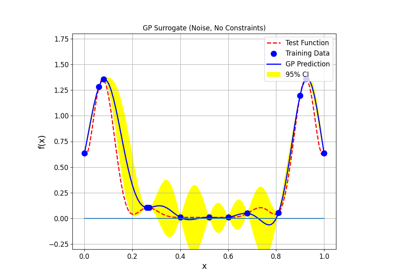 GP Surrogate (Noise, No Constraints)
1.75
1.50
1.25
1.00
0.75
0.50
0.25
0.00
−0.25
f(x)
Test Function
Training Data
GP Prediction
95% CI
0.0 0.2 0.4 0.6 0.8 1.0
x